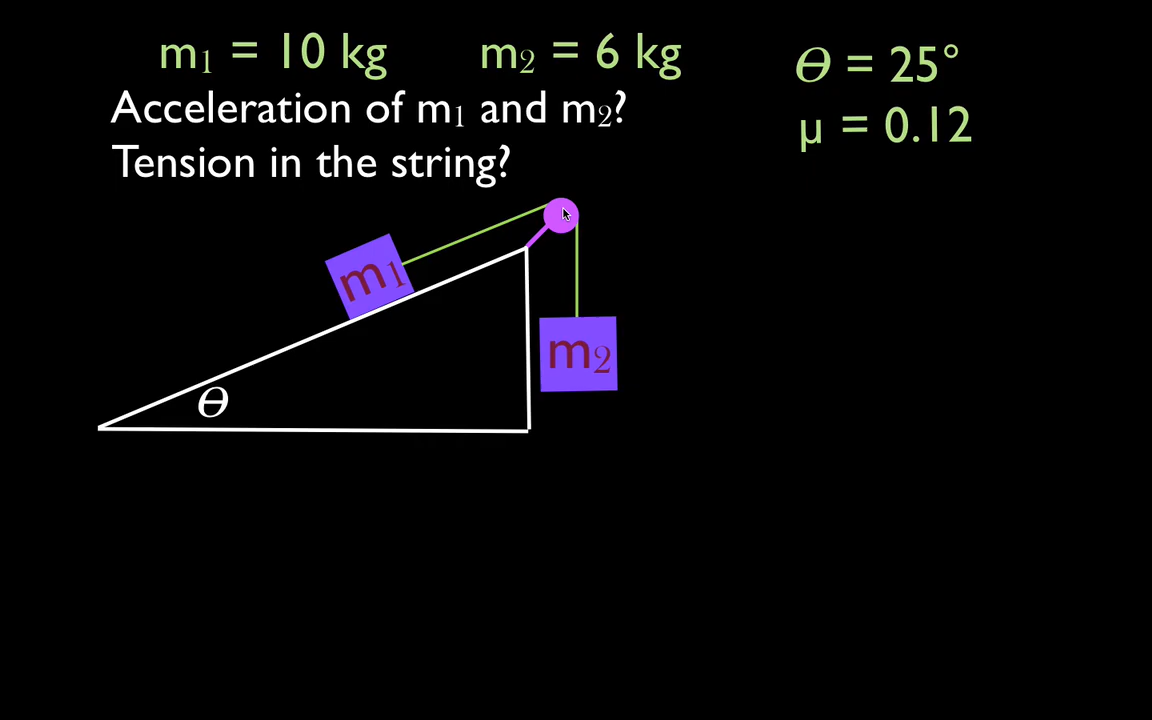 m₁ = 10 kg m₂ = 6 kg
ϴ = 25°
Acceleration of m₁ and m₂?
µ = 0.12
Tension in the string?
m₁
m₂
ϴ